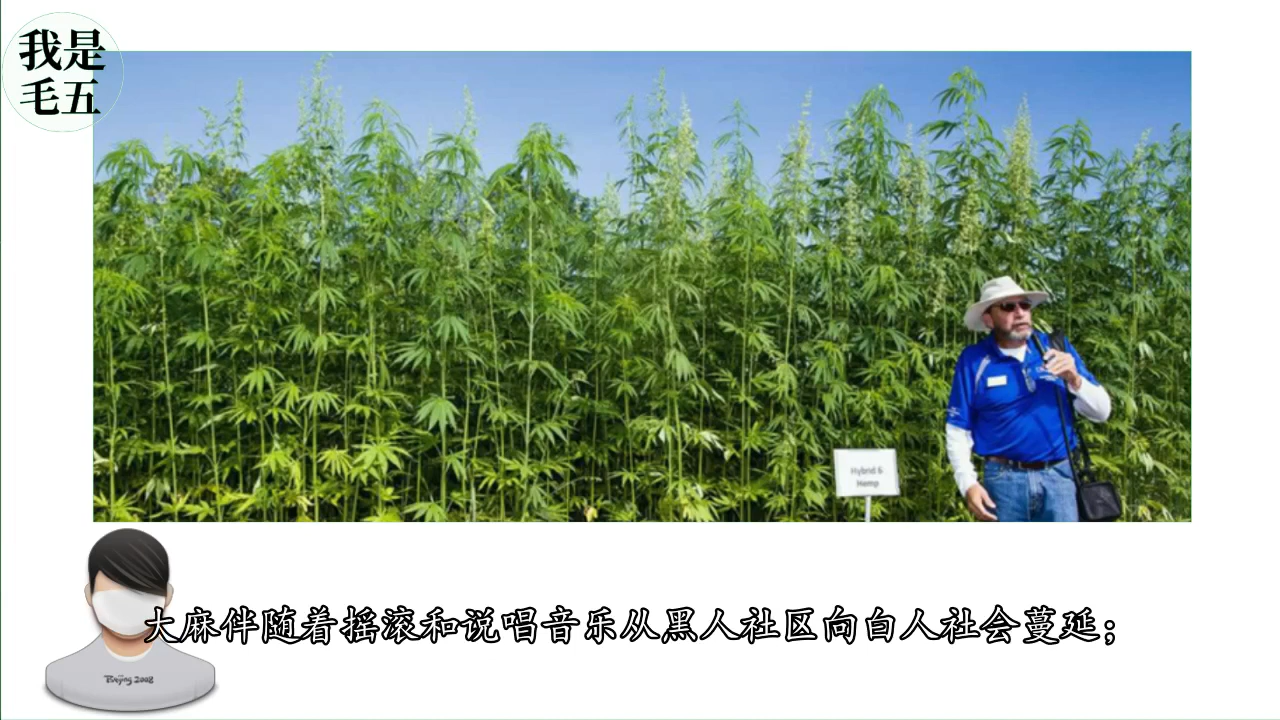 我是
毛五
Hybrid 6
Hemp
大麻伴随着摇滚和说唱音乐从黑人社区向白人社会蔓延；
Beijing 2008